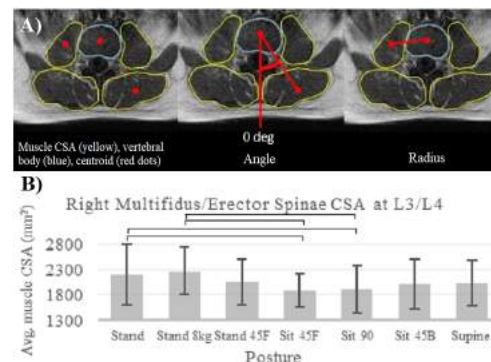 A)
0 deg
Muscle CSA (yellow), vertebral
body (blue), centroid (red dots)
Angle
Radius
B)
Right Multifidus/Erector Spinae CSA at L3/L4
Avg. muscle CSA (mm²)
2800
2300
1800
1300
Stand Stand 8kg Stand 45F Sit 45F Sit 90 Sit 45B Supine
Posture